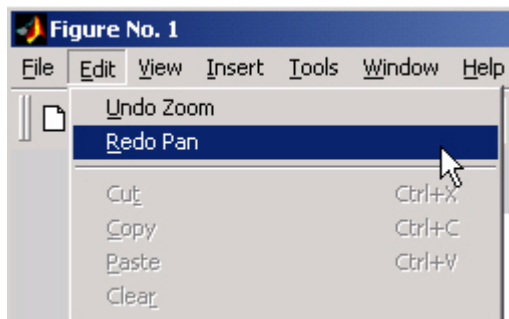 Figure No. 1
File Edit View Insert Tools Window Help
Undo Zoom
Redo Pan
Cut Ctrl+X
Copy Ctrl+C
Paste Ctrl+V
Clear